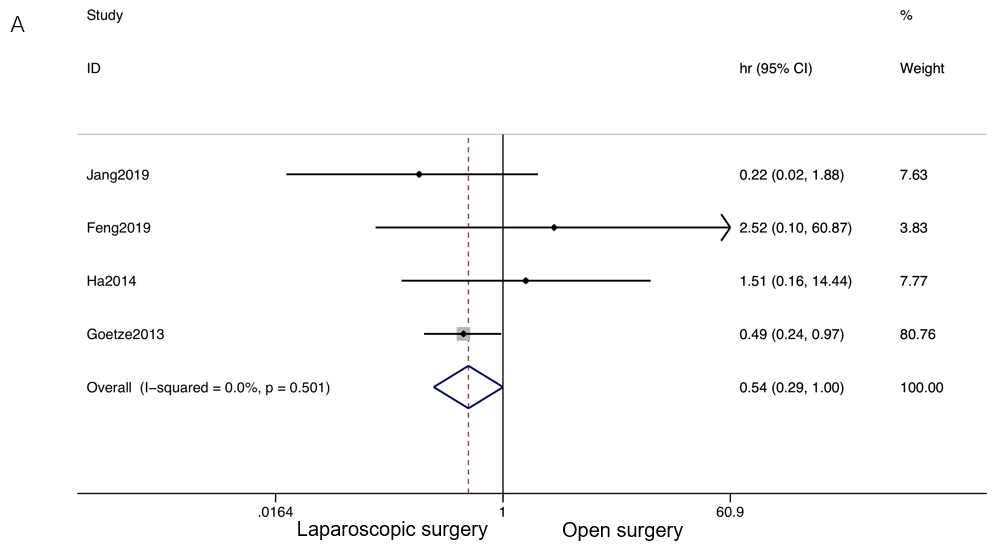 A
Study %
ID hr (95% CI) Weight
Jang2019 0.22 (0.02, 1.88) 7.63
Feng2019 2.52 (0.10, 60.87) 3.83
Ha2014 1.51 (0.16, 14.44) 7.77
Goetze2013 0.49 (0.24, 0.97) 80.76
Overall (I-squared = 0.0%, p = 0.501) 0.54 (0.29, 1.00) 100.00
.0164 1 60.9
Laparoscopic surgery Open surgery